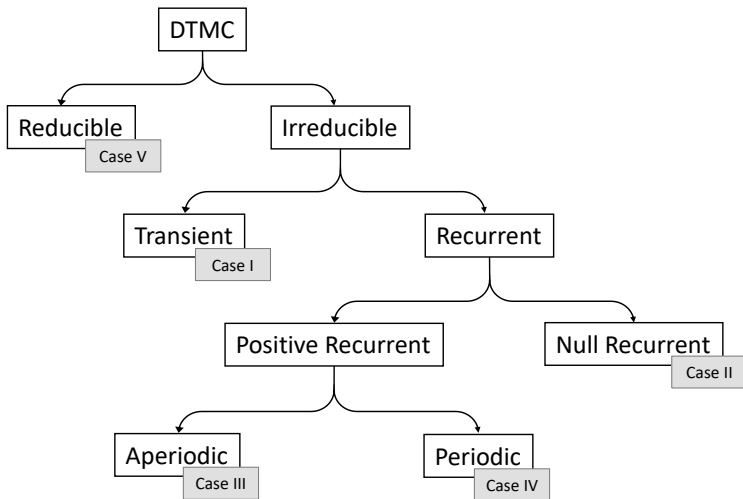 DTMC
Reducible
Case V
Irreducible
Transient
Case I
Recurrent
Positive Recurrent
Null Recurrent
Case II
Aperiodic
Case III
Periodic
Case IV